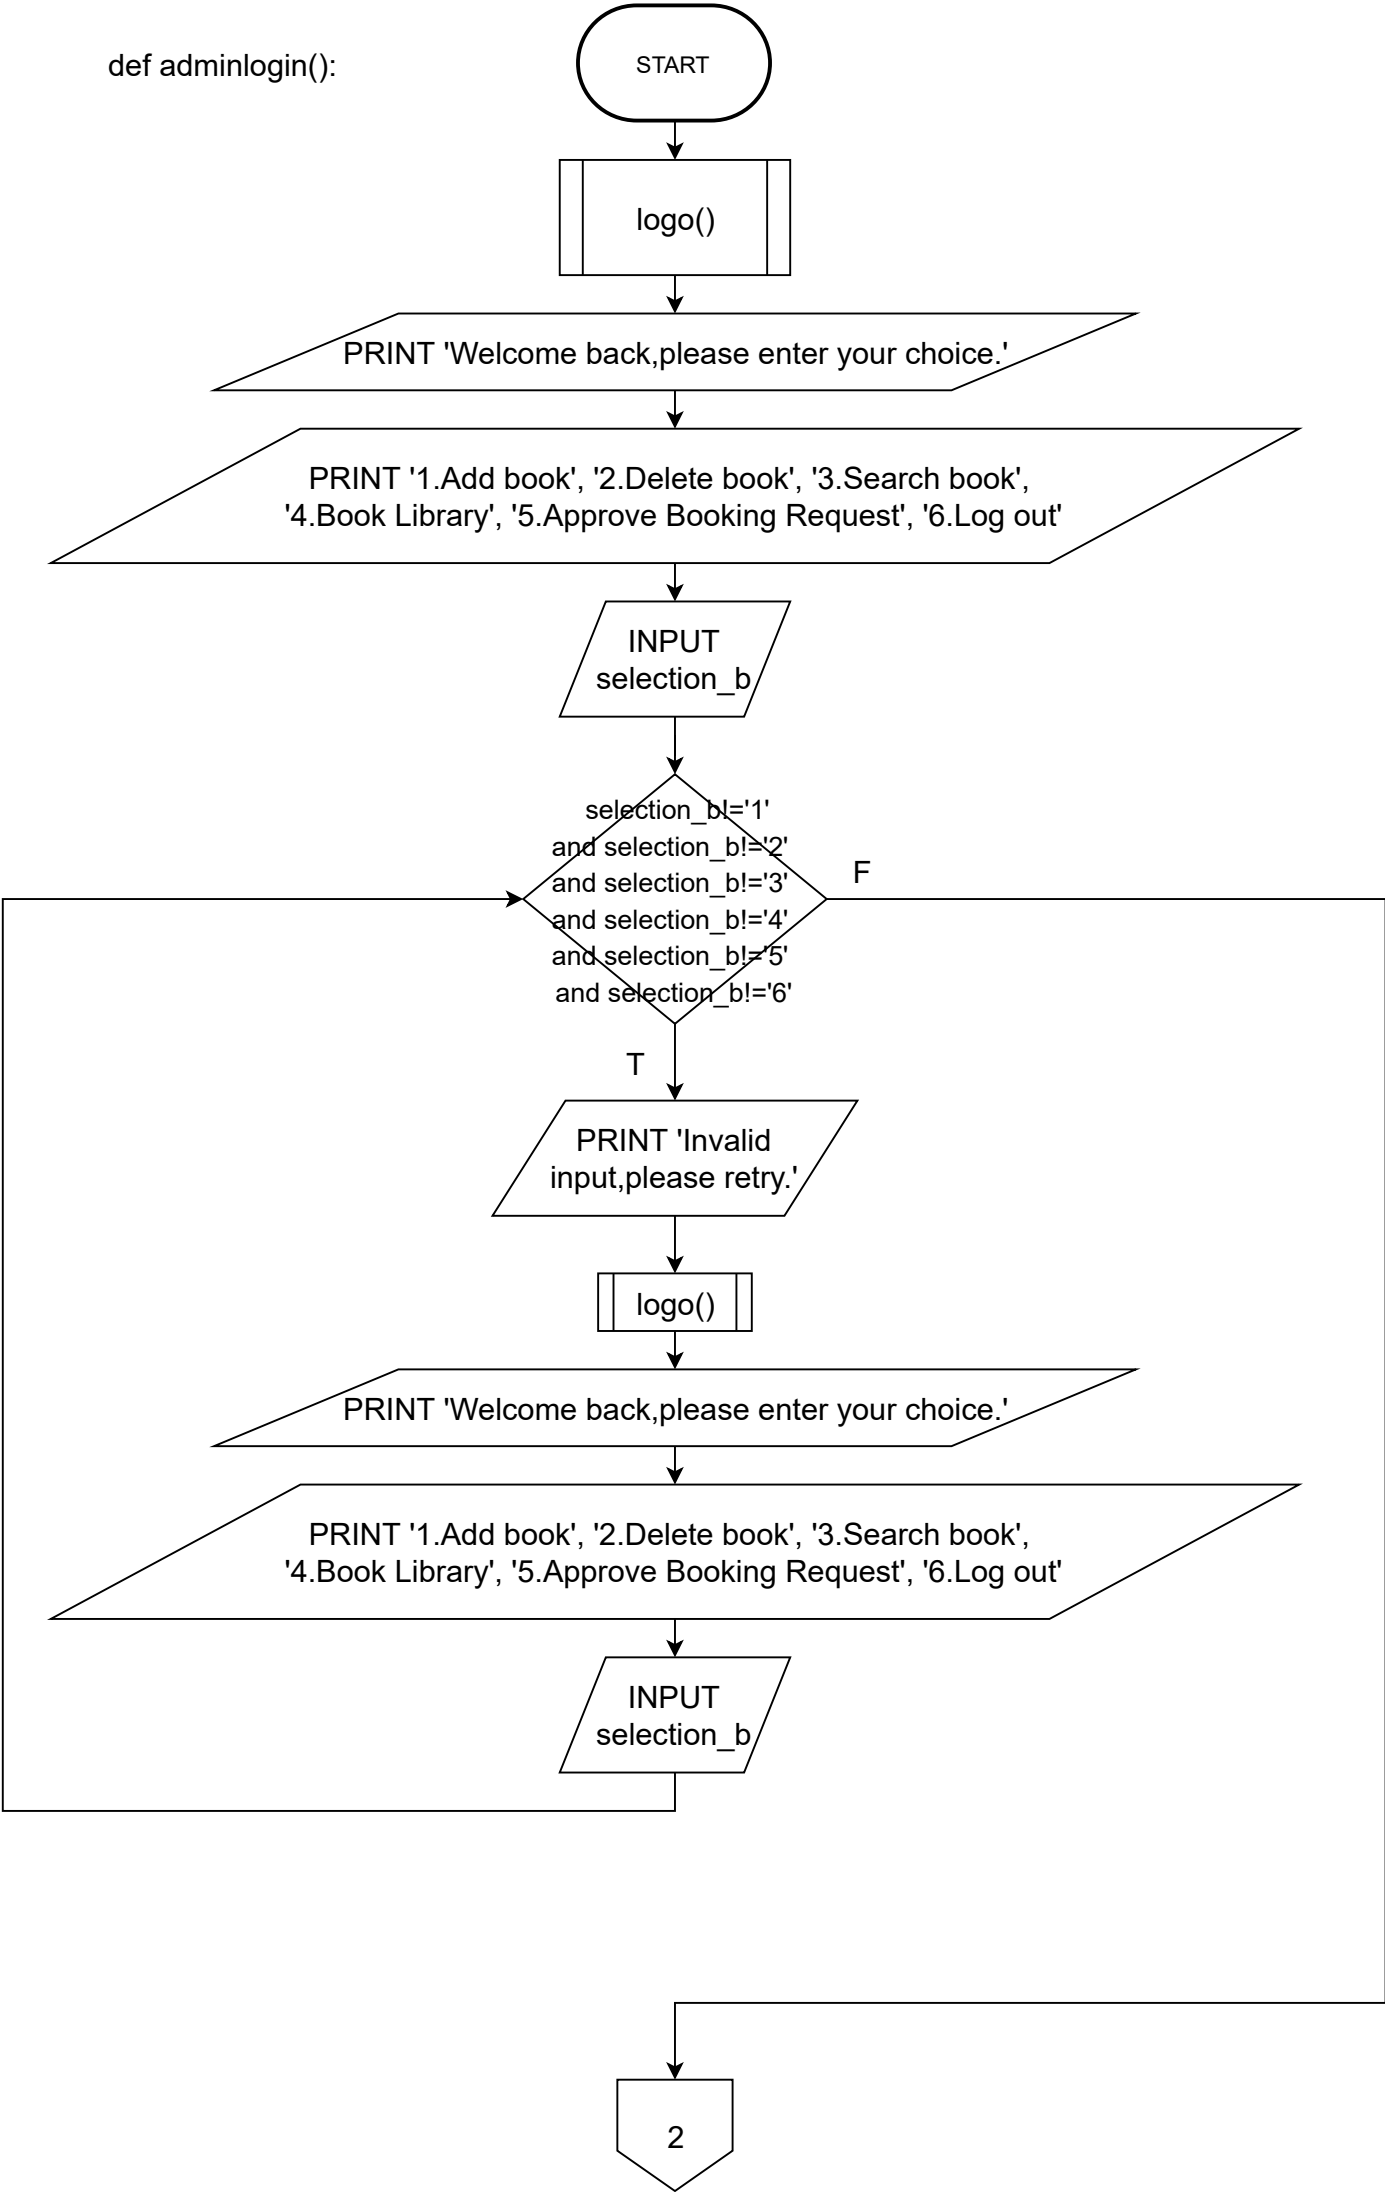 def adminlogin():
START
logo()
PRINT 'Welcome back,please enter your choice.'
PRINT '1.Add book', '2.Delete book', '3.Search book',
'4.Book Library', '5.Approve Booking Request', '6.Log out'
INPUT
selection_b
selection_b!='1'
and selection_b!='2'
and selection_b!='3'
and selection_b!='4'
and selection_b!='5'
and selection_b!='6'
F
T
PRINT 'Invalid
input,please retry.'
logo()
PRINT 'Welcome back,please enter your choice.'
PRINT '1.Add book', '2.Delete book', '3.Search book',
'4.Book Library', '5.Approve Booking Request', '6.Log out'
INPUT
selection_b
2